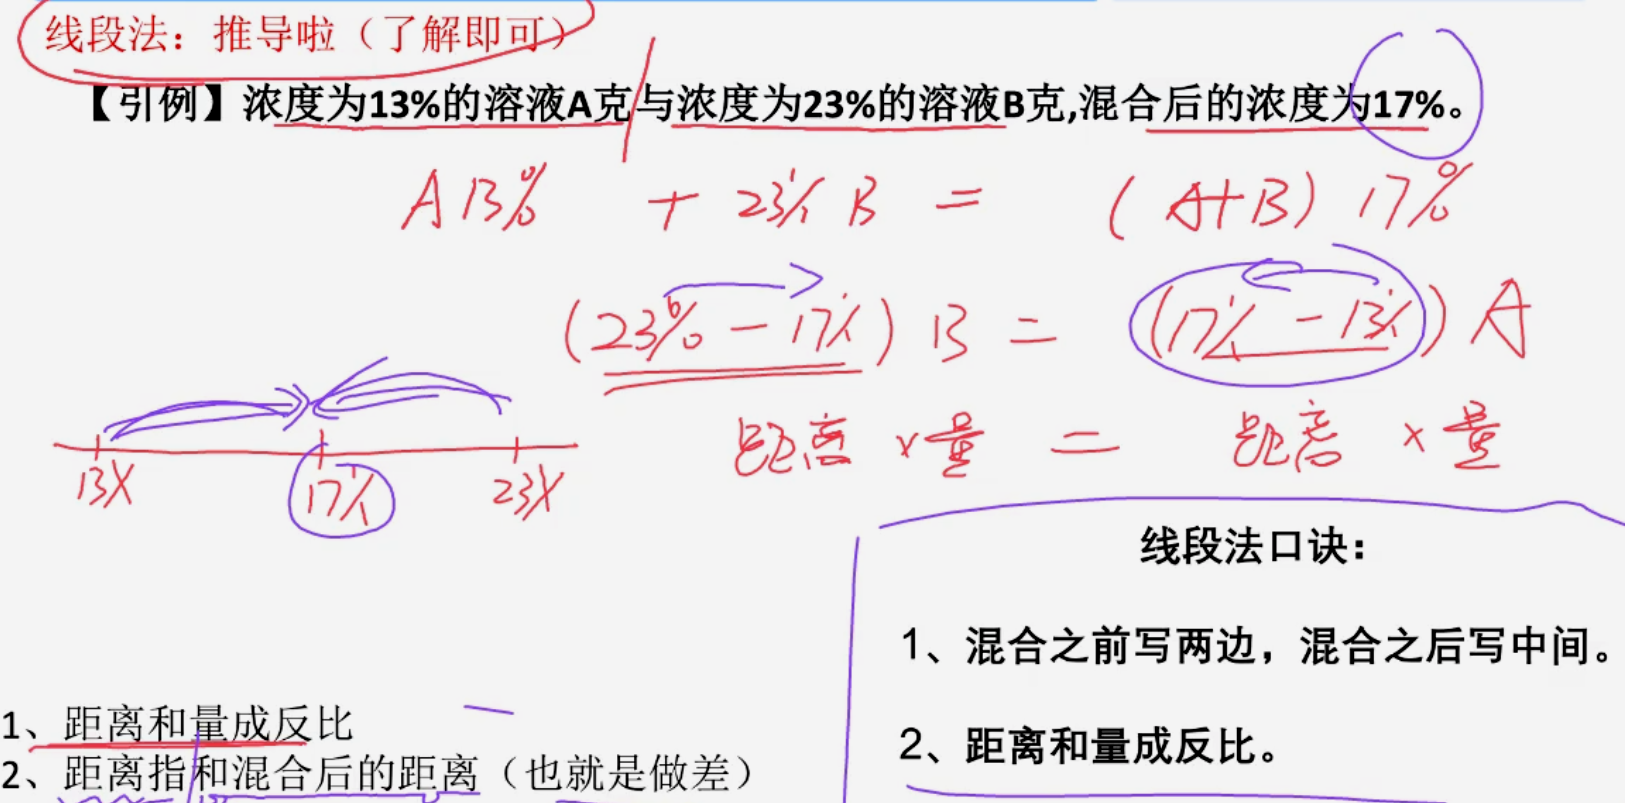 线段法：推导啦（了解即可）
【引例】浓度为13%的溶液A克与浓度为23%的溶液B克,混合后的浓度为17%。
A 13% + 23% B = (A+B) 17%
(23% - 17%) B = (17% - 13%) A
距离 × 量 = 距离 × 量
13% 17% 23%
线段法口诀：
1、混合之前写两边，混合之后写中间。
2、距离和量成反比。
1、距离和量成反比
2、距离指和混合后的距离（也就是做差）